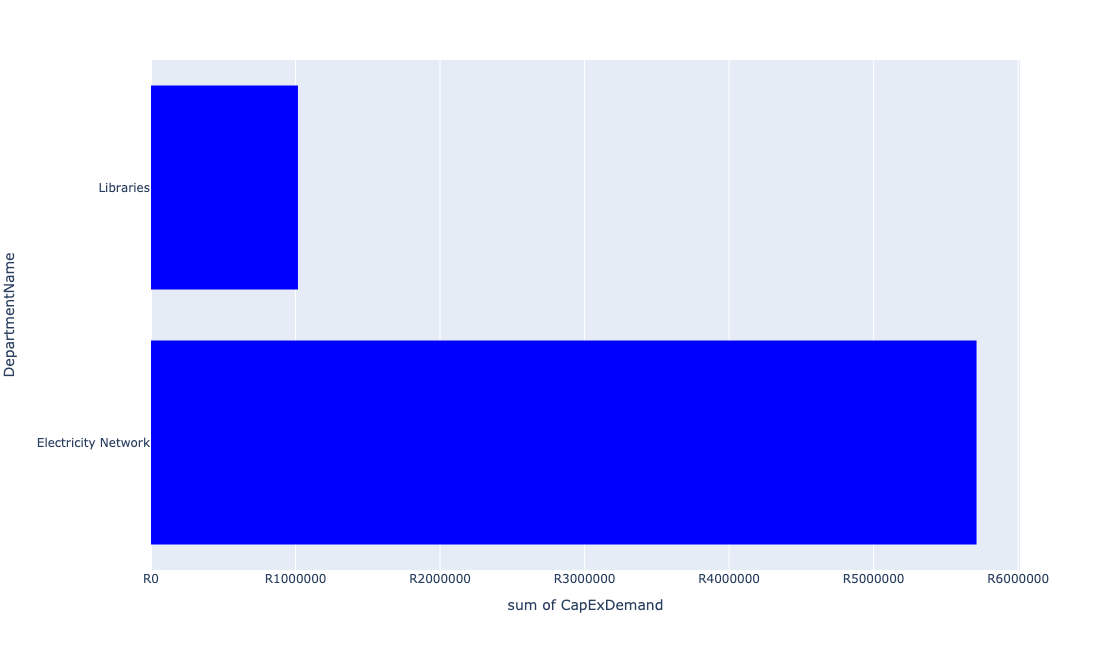 DepartmentName
Libraries
Electricity Network
R0 R1000000 R2000000 R3000000 R4000000 R5000000 R6000000
sum of CapExDemand